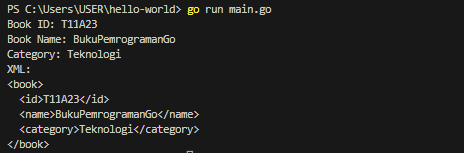 PS C:\Users\USER\hello-world> go run main.go
Book ID: T11A23
Book Name: BukuPemrogramanGo
Category: Teknologi
XML:
<book>
  <id>T11A23</id>
  <name>BukuPemrogramanGo</name>
  <category>Teknologi</category>
</book>